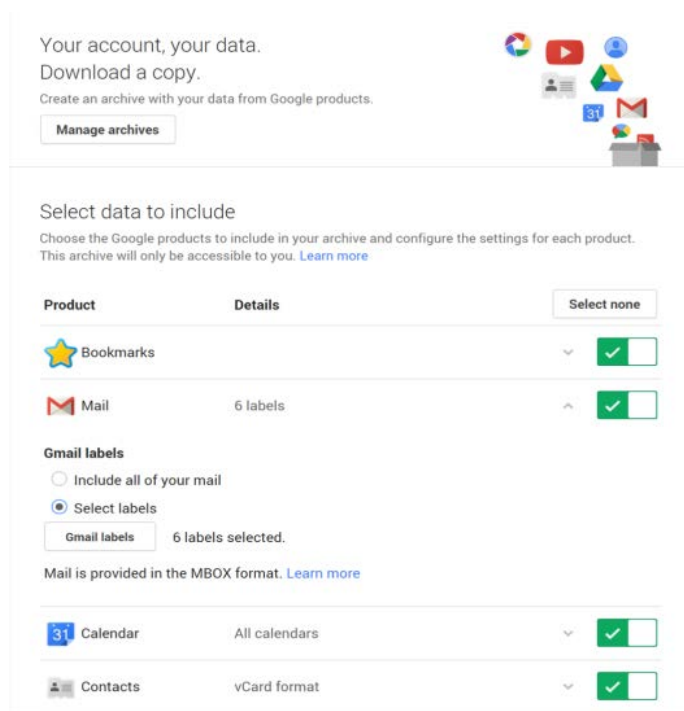 Your account, your data.
Download a copy.
Create an archive with your data from Google products.
Manage archives
31
Select data to include
Choose the Google products to include in your archive and configure the settings for each product.
This archive will only be accessible to you. Learn more
Product Details Select none
Bookmarks
Mail 6 labels
Gmail labels
Include all of your mail
Select labels
Gmail labels 6 labels selected.
Mail is provided in the MBOX format. Learn more
31 Calendar All calendars
Contacts vCard format